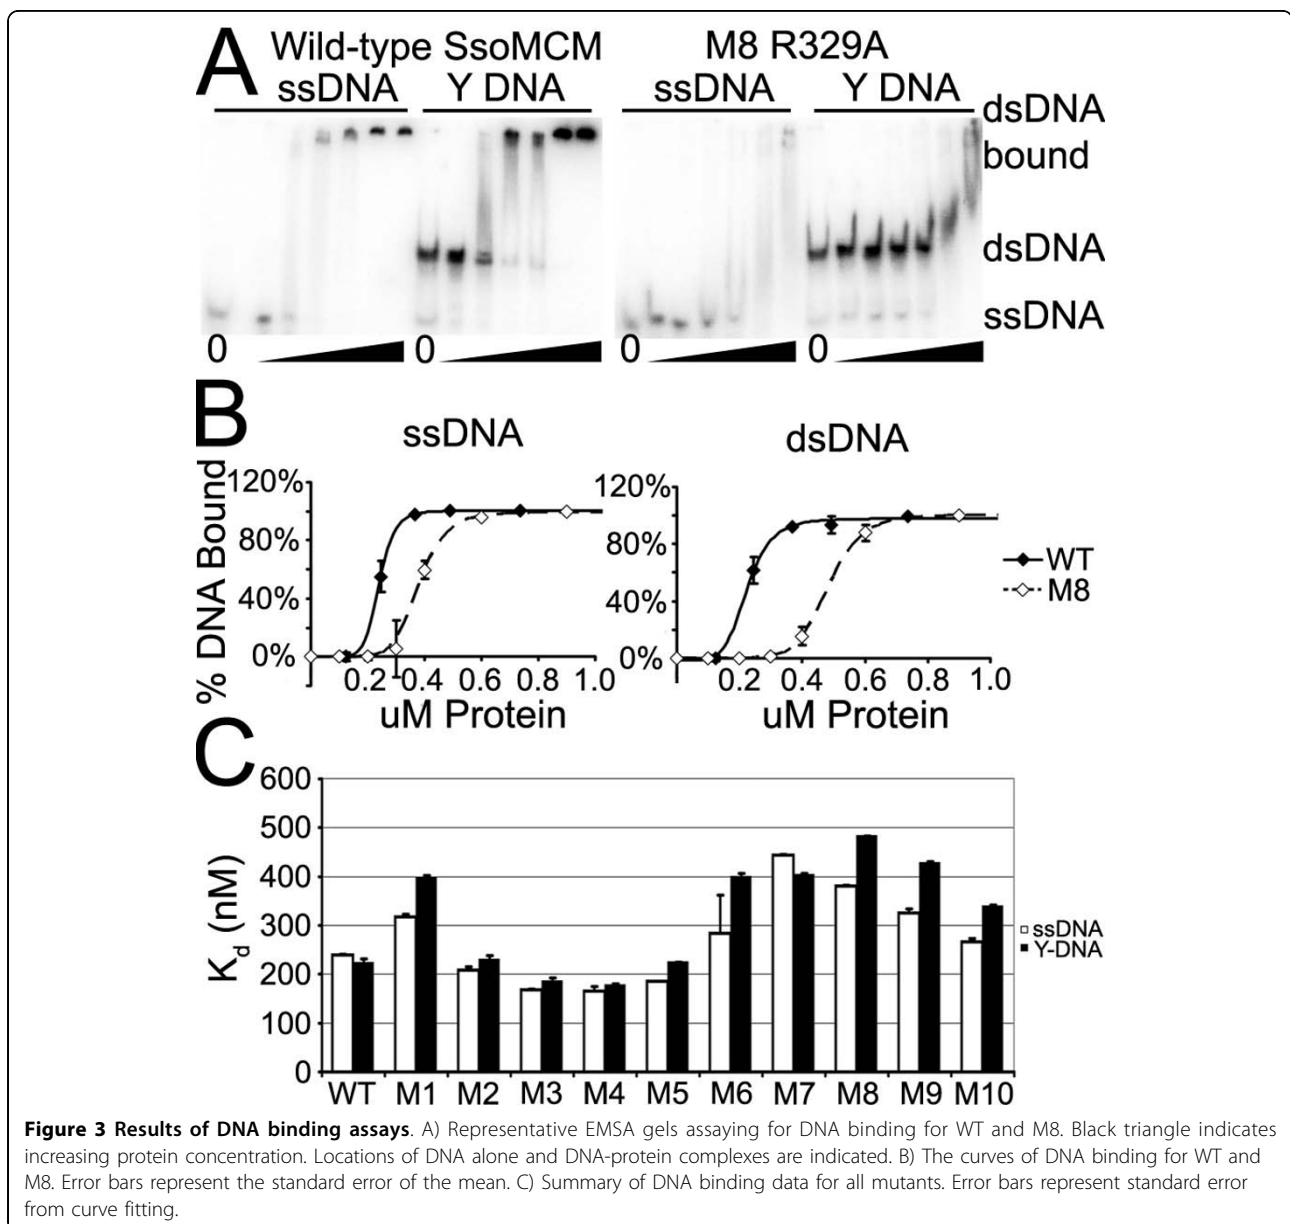 A
Wild-type SsoMCM
M8 R329A
ssDNA
Y DNA
ssDNA
Y DNA
dsDNA
bound
dsDNA
ssDNA
0
0
0
0
B
ssDNA
dsDNA
% DNA Bound
120%
80%
40%
0%
0.2 0.4 0.6 0.8 1.0
uM Protein
120%
80%
40%
0%
0.2 0.4 0.6 0.8 1.0
uM Protein
WT
M8
C
Kd (nM)
600
500
400
300
200
100
0
WT M1 M2 M3 M4 M5 M6 M7 M8 M9 M10
ssDNA
Y-DNA
Figure 3 Results of DNA binding assays. A) Representative EMSA gels assaying for DNA binding for WT and M8. Black triangle indicates
increasing protein concentration. Locations of DNA alone and DNA-protein complexes are indicated. B) The curves of DNA binding for WT and
M8. Error bars represent the standard error of the mean. C) Summary of DNA binding data for all mutants. Error bars represent standard error
from curve fitting.